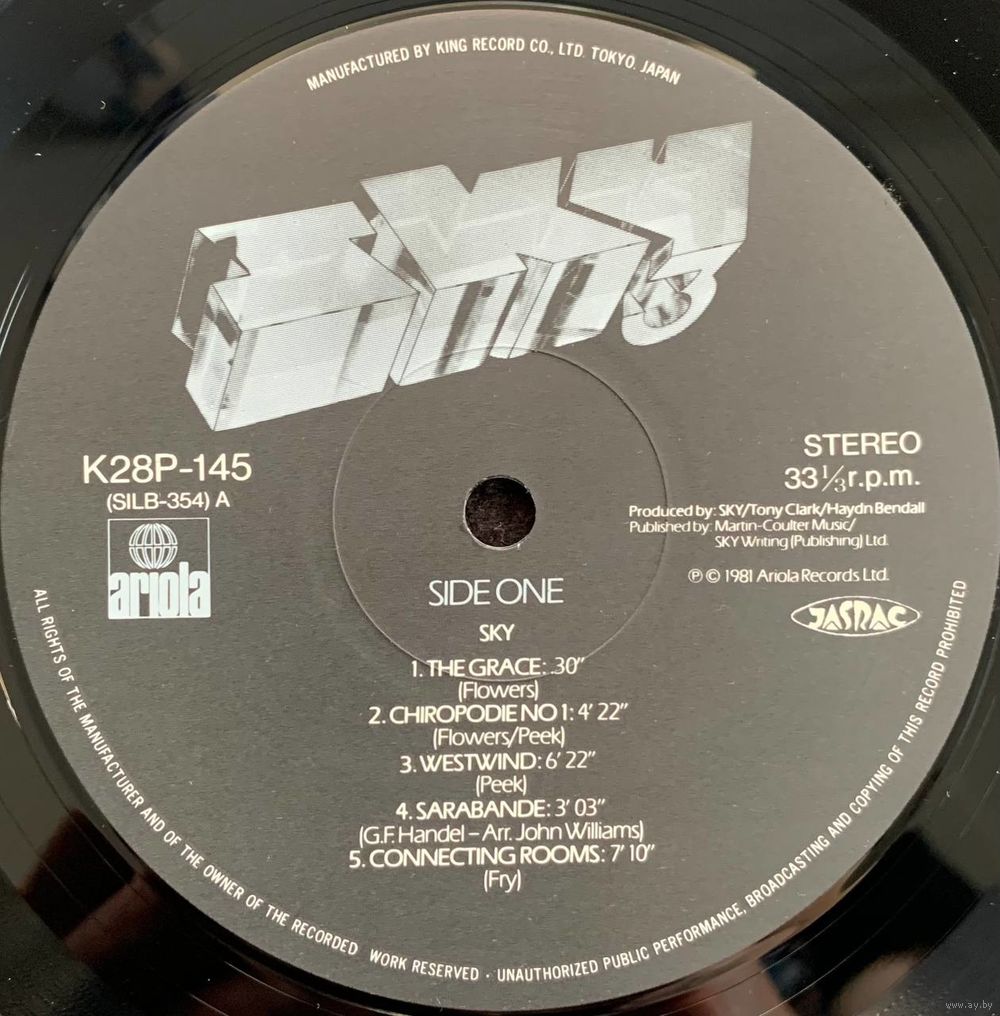 MANUFACTURED BY KING RECORD CO., LTD. TOKYO. JAPAN
SKY
3
K28P-145
(SILB-354) A
ariola
STEREO
33⅓r.p.m.
Produced by: SKY/Tony Clark/Haydn Bendall
Published by: Martin-Coulter Music/
SKY Writing (Publishing) Ltd.
℗ © 1981 Ariola Records Ltd.
JASRAC
SIDE ONE
SKY
1. THE GRACE: .30″
(Flowers)
2. CHIROPODIE NO 1: 4′ 22″
(Flowers/Peek)
3. WESTWIND: 6′ 22″
(Peek)
4. SARABANDE: 3′ 03″
(G.F. Handel – Arr. John Williams)
5. CONNECTING ROOMS: 7′ 10″
(Fry)
ALL RIGHTS OF THE MANUFACTURER AND OF THE OWNER OF THE RECORDED WORK RESERVED · UNAUTHORIZED PUBLIC PERFORMANCE, BROADCASTING AND COPYING OF THIS RECORD PROHIBITED
www.ay.by